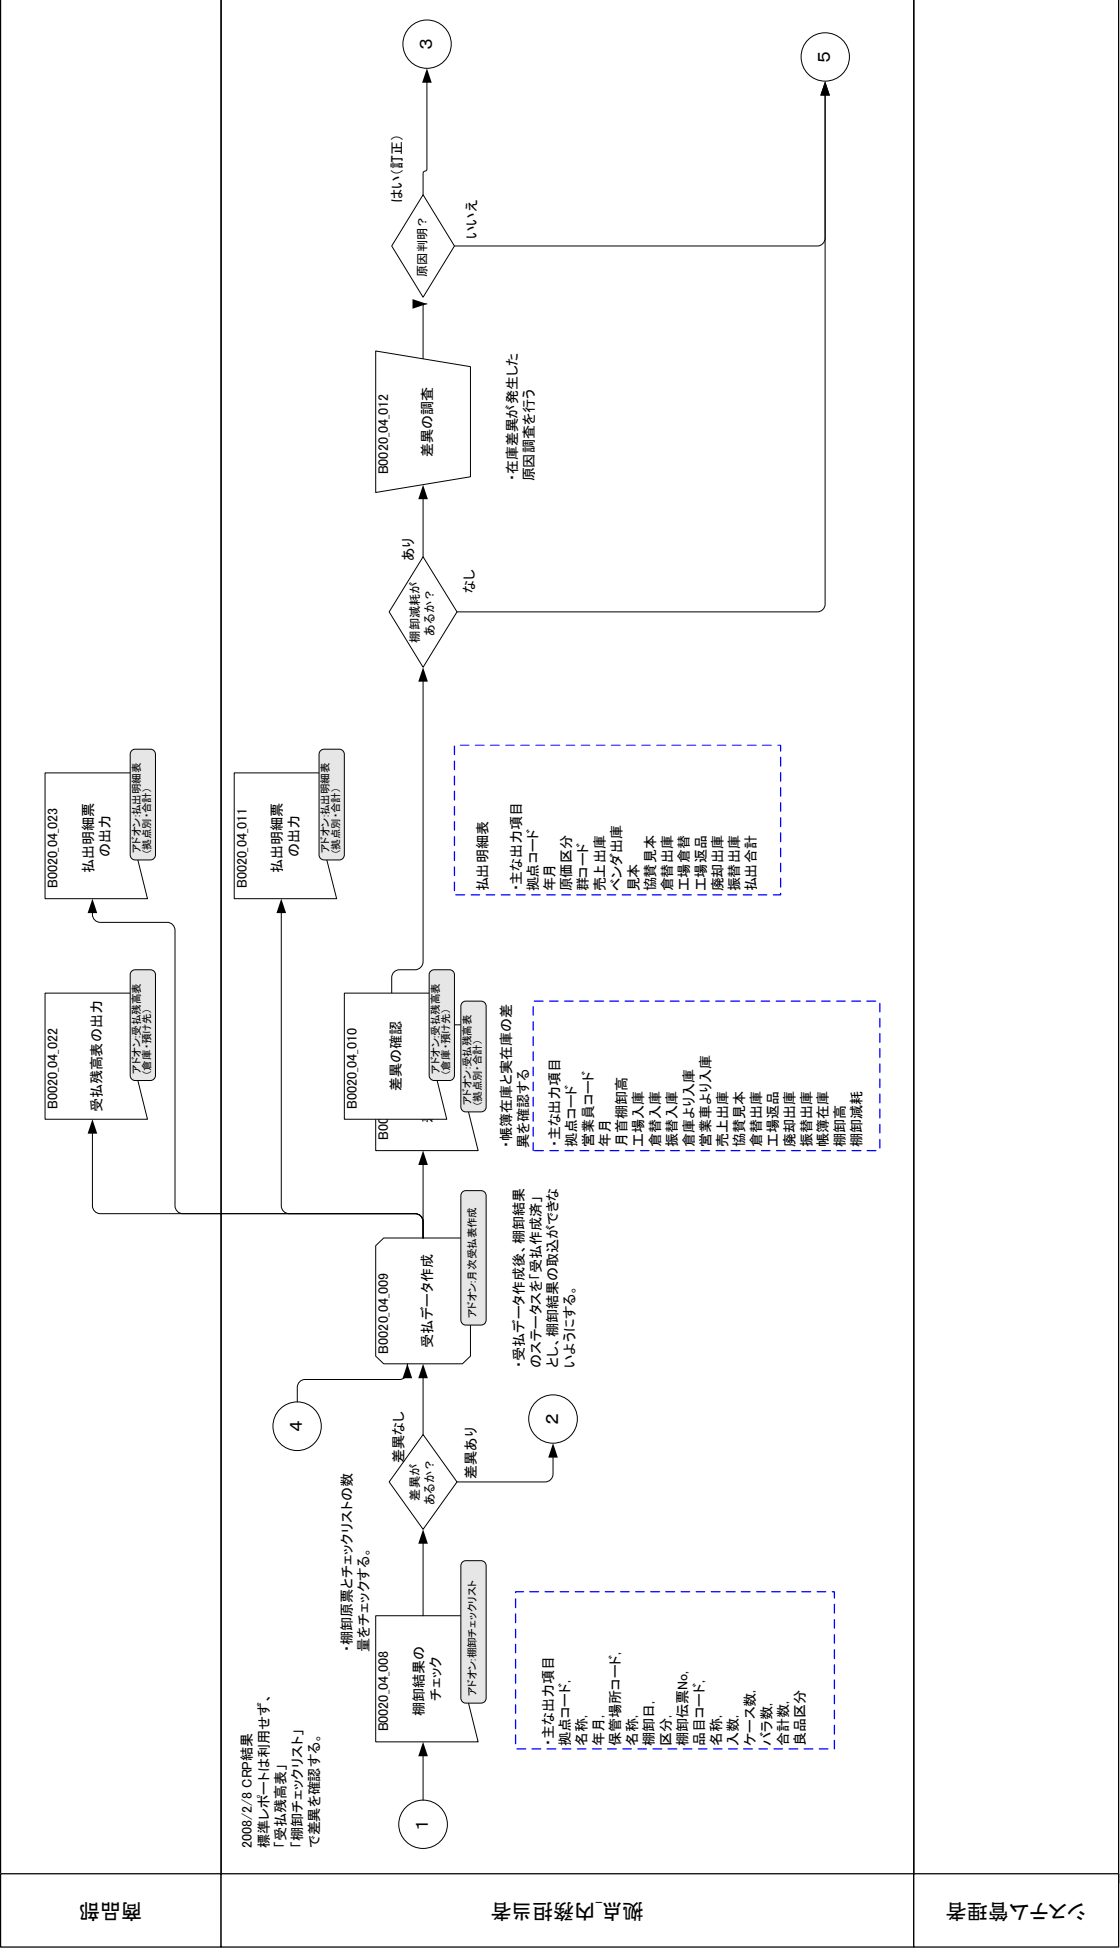 商品部
拠点_内務担当者
システム管理者
2008/2/8 CRP結果
標準レポートは利用せず、
「受払残高表」
「棚卸チェックリスト」
で差異を確認する。
1
B0020_04_008
棚卸結果の
チェック
アドオン:棚卸チェックリスト
・棚卸原票とチェックリストの数
量をチェックする。
・主な出力項目
拠点コード,
名称,
年月,
保管場所コード,
名称,
棚卸日,
区分,
棚卸伝票No,
品目コード,
名称,
入数,
ケース数,
バラ数,
合計数,
良品区分
差異が
あるか?
差異なし
差異あり
2
4
B0020_04_009
受払データ作成
アドオン:月次受払表作成
・受払データ作成後、棚卸結果
のステータスを「受払作成済」
とし、棚卸結果の取込ができな
いようにする。
B0020_04_022
受払残高表の出力
アドオン:受払残高表
(倉庫・預け先)
B0020_04_010
差異の確認
アドオン:受払残高表
(倉庫・預け先)
B00
アドオン:受払残高表
(拠点別・合計)
・帳簿在庫と実在庫の差
異を確認する
・主な出力項目
拠点コード
営業員コード
年月
月首棚卸高
工場入庫
倉替入庫
振替入庫
倉庫より入庫
営業車より入庫
売上出庫
協賛見本
倉替出庫
工場返品
廃却出庫
振替出庫
帳簿在庫
棚卸高
棚卸減耗
B0020_04_023
払出明細票
の出力
アドオン:払出明細表
(拠点別・合計)
B0020_04_011
払出明細票
の出力
アドオン:払出明細表
(拠点別・合計)
払出明細表
・主な出力項目
拠点コード
年月
原価区分
群コード
売上出庫
ベンダ出庫
見本
協賛見本
倉替出庫
工場倉替
工場返品
廃却出庫
振替出庫
払出合計
棚卸減耗が
あるか?
あり
なし
B0020_04_012
差異の調査
・在庫差異が発生した
原因調査を行う
原因判明?
はい(訂正)
いいえ
3
5